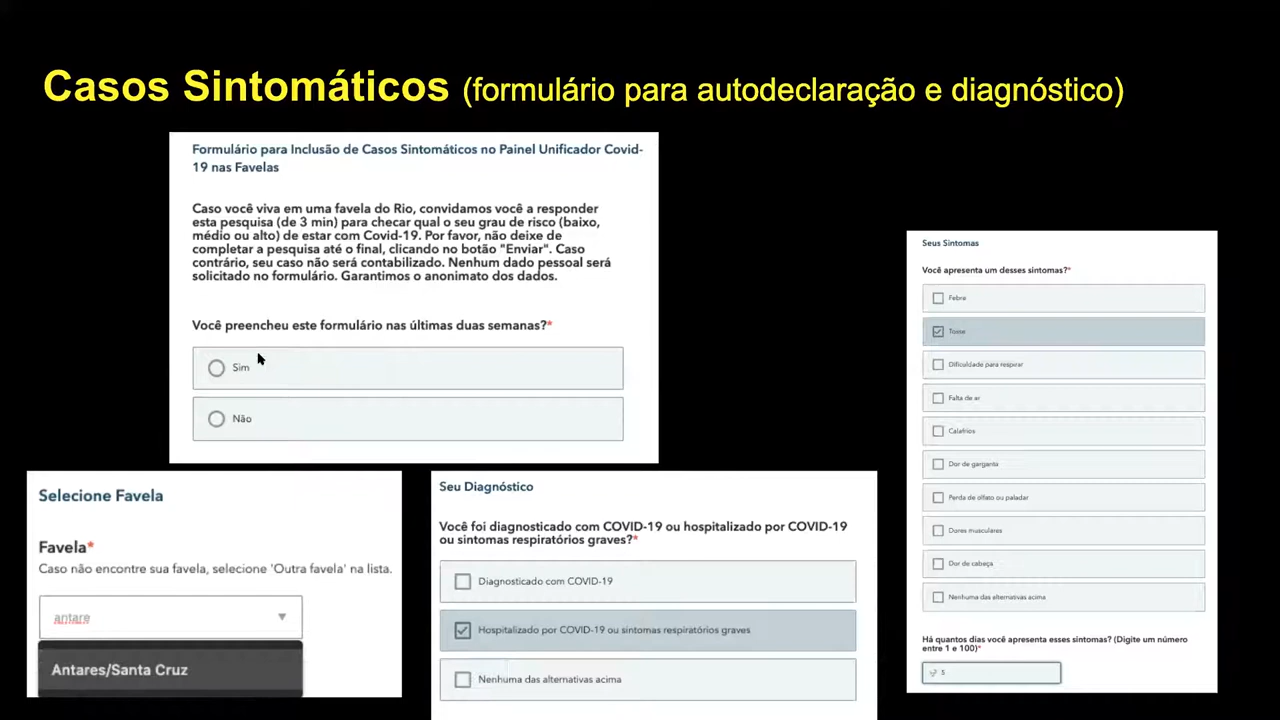 Casos Sintomáticos (formulário para autodeclaração e diagnóstico)
Formulário para Inclusão de Casos Sintomáticos no Painel Unificador Covid-
19 nas Favelas
Caso você viva em uma favela do Rio, convidamos você a responder
esta pesquisa (de 3 min) para checar qual o seu grau de risco (baixo,
médio ou alto) de estar com Covid-19. Por favor, não deixe de
completar a pesquisa até o final, clicando no botão "Enviar". Caso
contrário, seu caso não será contabilizado. Nenhum dado pessoal será
solicitado no formulário. Garantimos o anonimato dos dados.
Você preencheu este formulário nas últimas duas semanas?*
Sim
Não
Selecione Favela
Favela*
Caso não encontre sua favela, selecione 'Outra favela' na lista.
antare
Antares/Santa Cruz
Seu Diagnóstico
Você foi diagnosticado com COVID-19 ou hospitalizado por COVID-19
ou sintomas respiratórios graves?*
Diagnosticado com COVID-19
Hospitalizado por COVID-19 ou sintomas respiratórios graves
Nenhuma das alternativas acima
Seus Sintomas
Você apresenta um desses sintomas?*
Febre
Tosse
Dificuldade para respirar
Falta de ar
Calafrios
Dor de garganta
Perda de olfato ou paladar
Dores musculares
Dor de cabeça
Nenhuma das alternativas acima
Há quantos dias você apresenta esses sintomas? (Digite um número
entre 1 e 100)*
5